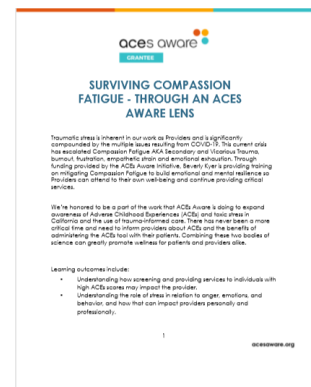 aces aware
GRANTEE
SURVIVING COMPASSION
FATIGUE - THROUGH AN ACES
AWARE LENS
Traumatic stress is inherent in our work as Providers and is significantly
compounded by the multiple issues resulting from COVID-19. This current crisis
has escalated Compassion Fatigue AKA Secondary and Vicarious Trauma,
burnout, frustration, empathetic strain and emotional exhaustion. Through
funding provided by the ACEs Aware Initiative, Beverly Kyer is providing training
on mitigating Compassion Fatigue to build emotional and mental resilience so
Providers can attend to their own well-being and continue providing critical
services.
We're honored to be a part of the work that ACEs Aware is doing to expand
awareness of Adverse Childhood Experiences (ACEs) and toxic stress in
California and the use of trauma-informed care. There has never been a more
critical time and need to inform providers about ACEs and the benefits of
administering the ACEs tool with their patients. Combining these two bodies of
science can greatly promote wellness for patients and providers alike.
Learning outcomes include:
• Understanding how screening and providing services to individuals with
high ACEs scores may impact the provider.
• Understanding the role of stress in relation to anger, emotions, and
behavior, and how that can impact providers personally and
professionally.
1
acesaware.org